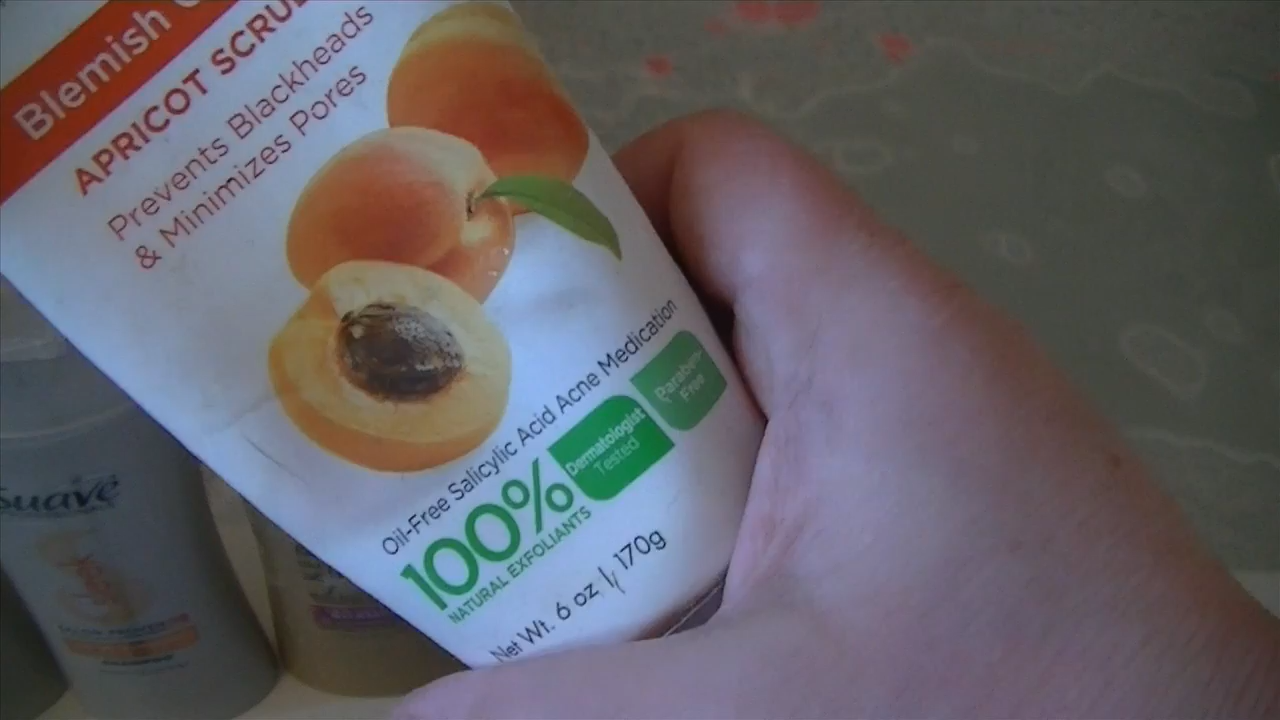 Blemish
APRICOT SCRUB
Prevents Blackheads
& Minimizes Pores
Oil-Free Salicylic Acid Acne Medication
100%
NATURAL EXFOLIANTS
Dermatologist
Tested
Paraben-
Free
Net Wt. 6 oz | 170g
Suave